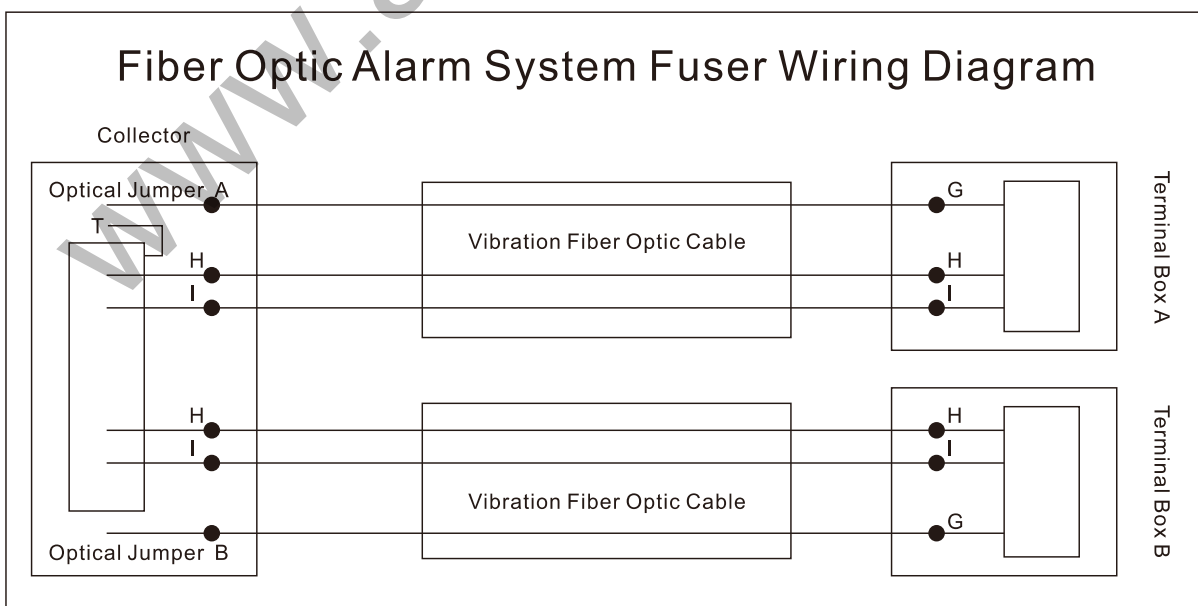 Fiber Optic Alarm System Fuser Wiring Diagram
Collector
Optical Jumper A
T
H
I
H
I
Optical Jumper B
Vibration Fiber Optic Cable
Vibration Fiber Optic Cable
G
H
I
Terminal Box A
H
I
G
Terminal Box B
www.